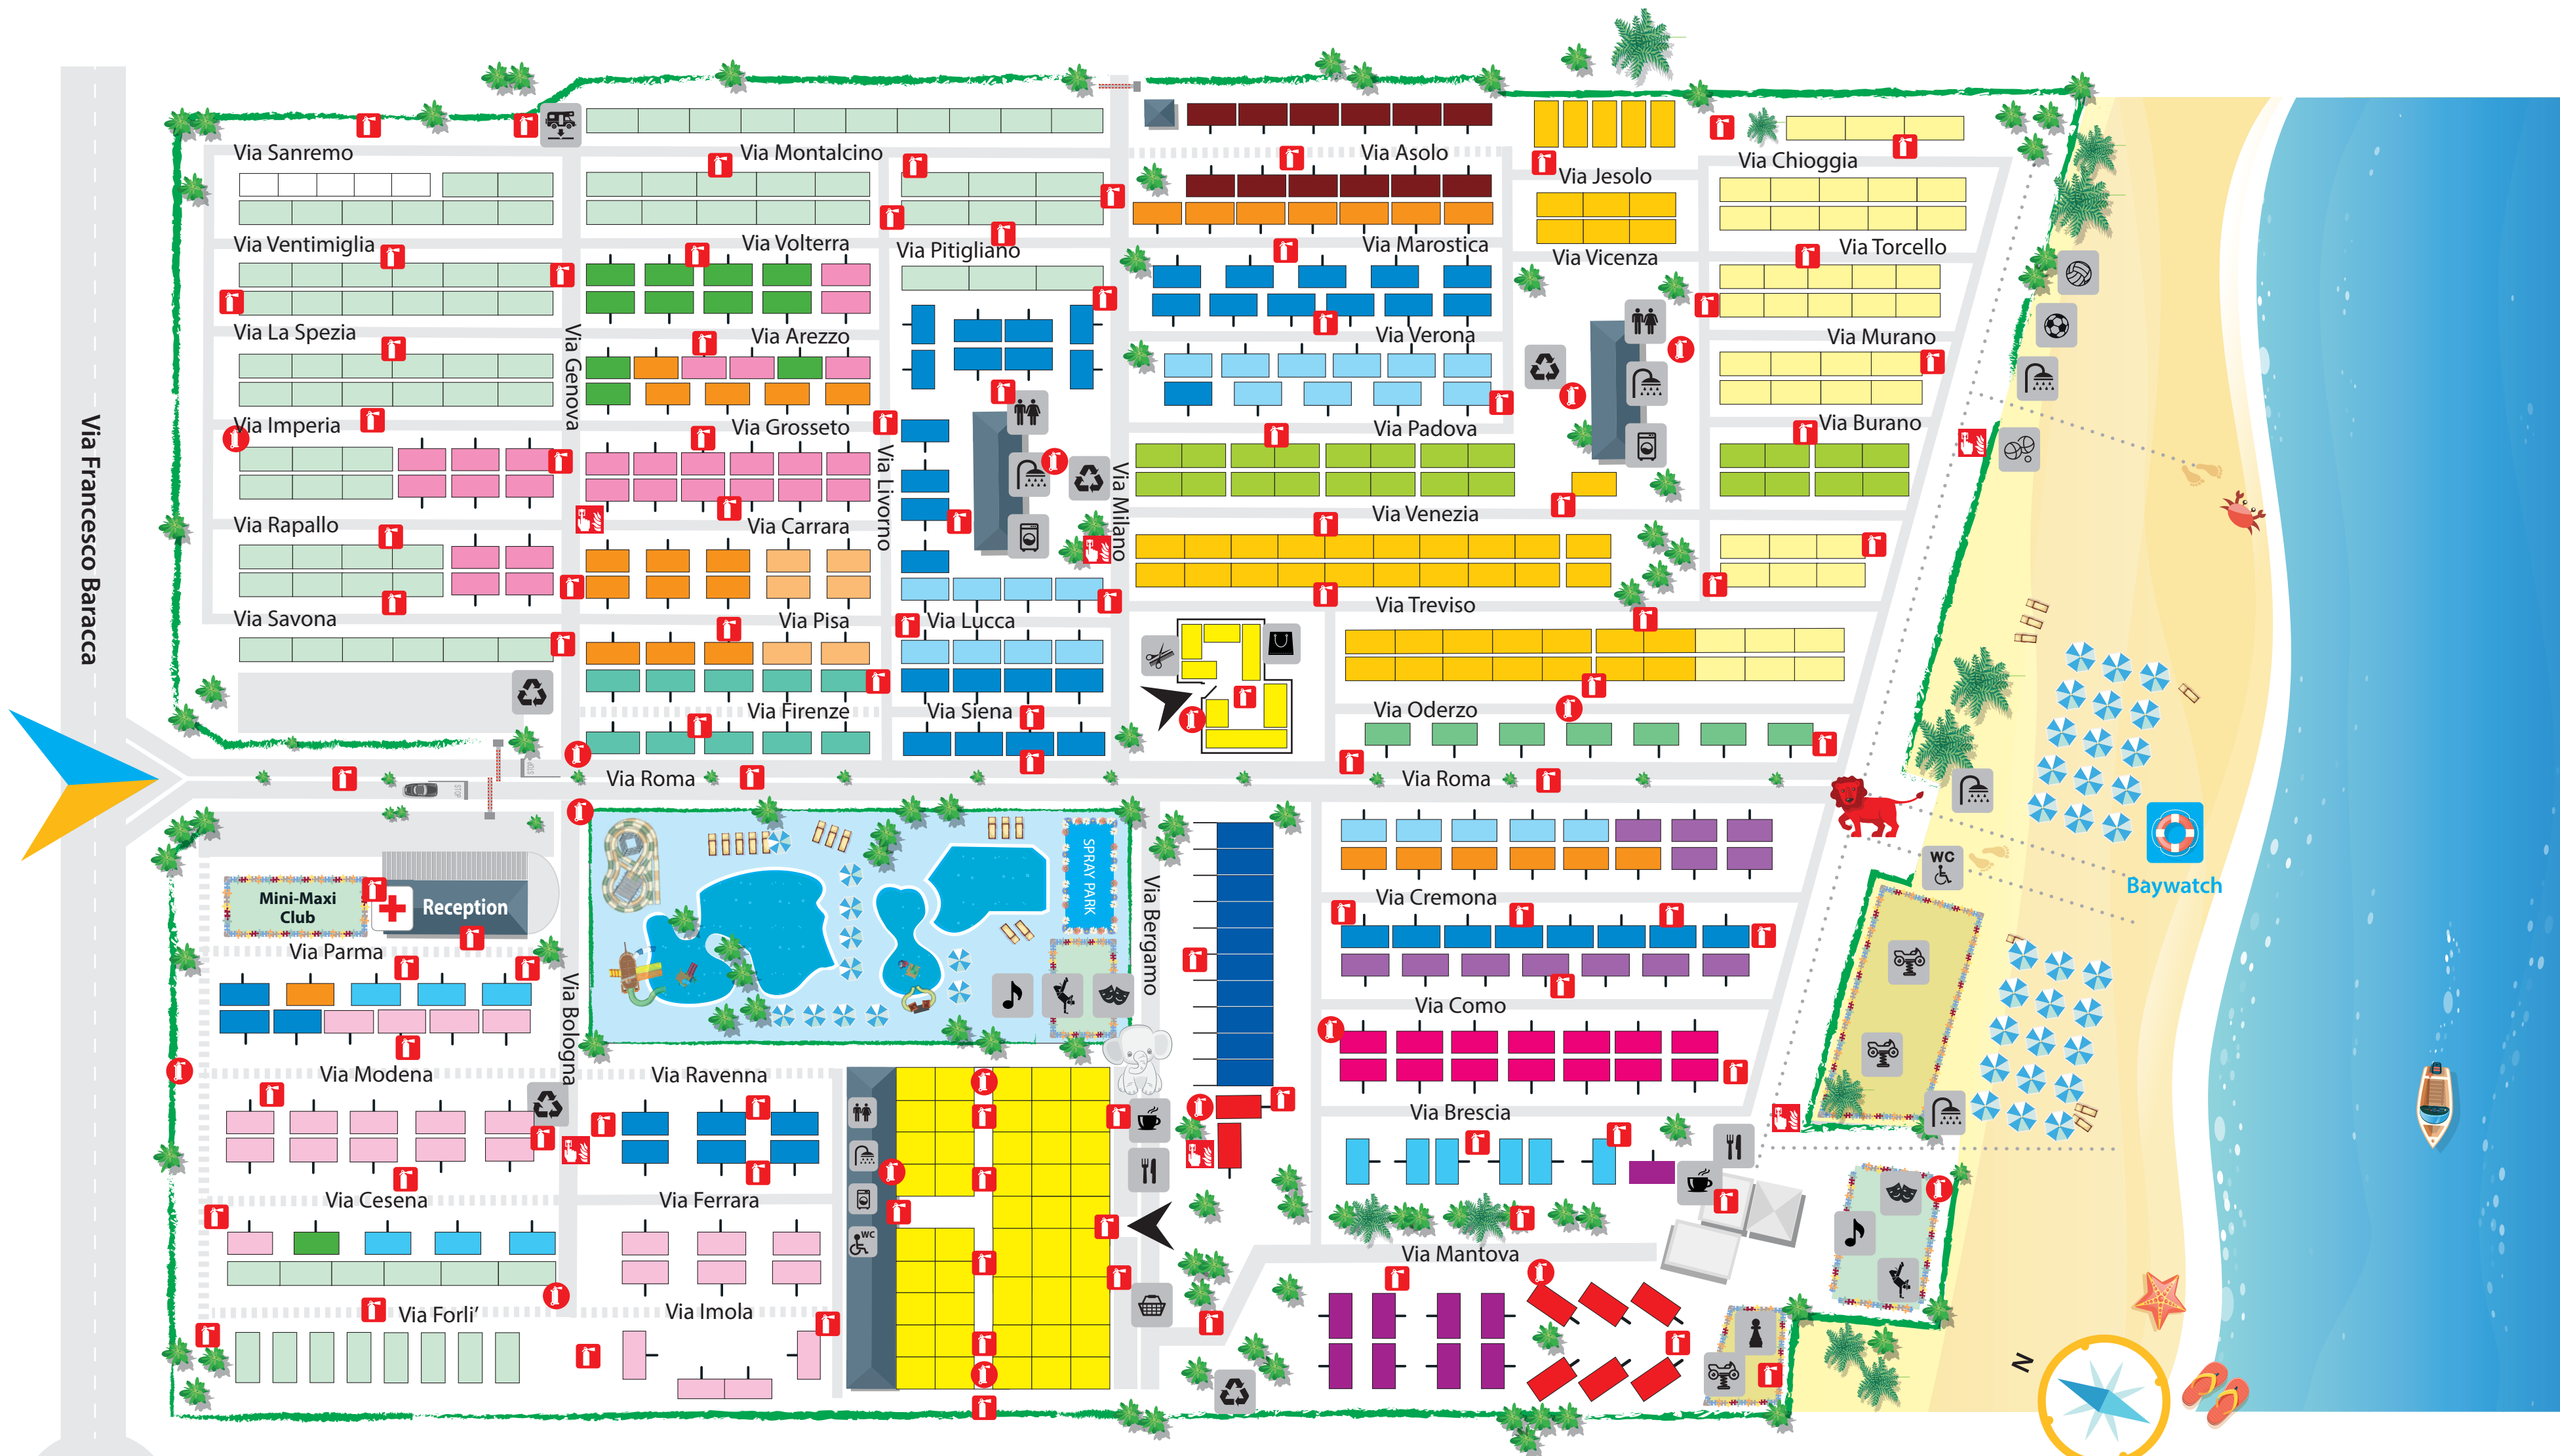 Via Francesco Baracca
Via Sanremo
Via Montalcino
Via Asolo
Via Chioggia
Via Jesolo
Via Ventimiglia
Via Volterra
Via Pitigliano
Via Marostica
Via Torcello
Via Vicenza
Via La Spezia
Via Genova
Via Arezzo
Via Verona
Via Murano
Via Imperia
Via Grosseto
Via Livorno
Via Milano
Via Padova
Via Burano
Via Rapallo
Via Carrara
Via Venezia
Via Savona
Via Pisa
Via Lucca
Via Treviso
Via Firenze
Via Siena
Via Oderzo
STOP
STOP
Via Roma
Via Roma
SPRAY PARK
WC
Baywatch
Mini-Maxi
Club
Reception
Via Bergamo
Via Cremona
Via Parma
Via Bologna
Via Como
Via Modena
Via Ravenna
Via Brescia
Via Cesena
Via Ferrara
WC
Via Mantova
Via Forli'
Via Imola
N